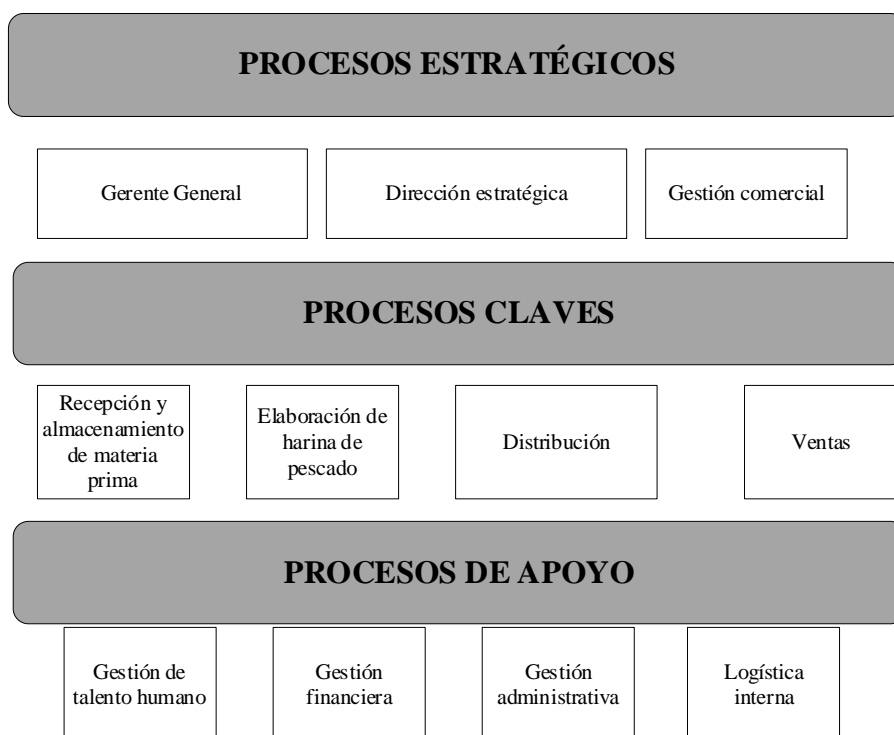 PROCESOS ESTRATÉGICOS
Gerente General
Dirección estratégica
Gestión comercial
PROCESOS CLAVES
Recepción y
almacenamiento
de materia
prima
Elaboración de
harina de
pescado
Distribución
Ventas
PROCESOS DE APOYO
Gestión de
talento humano
Gestión
financiera
Gestión
administrativa
Logística
interna